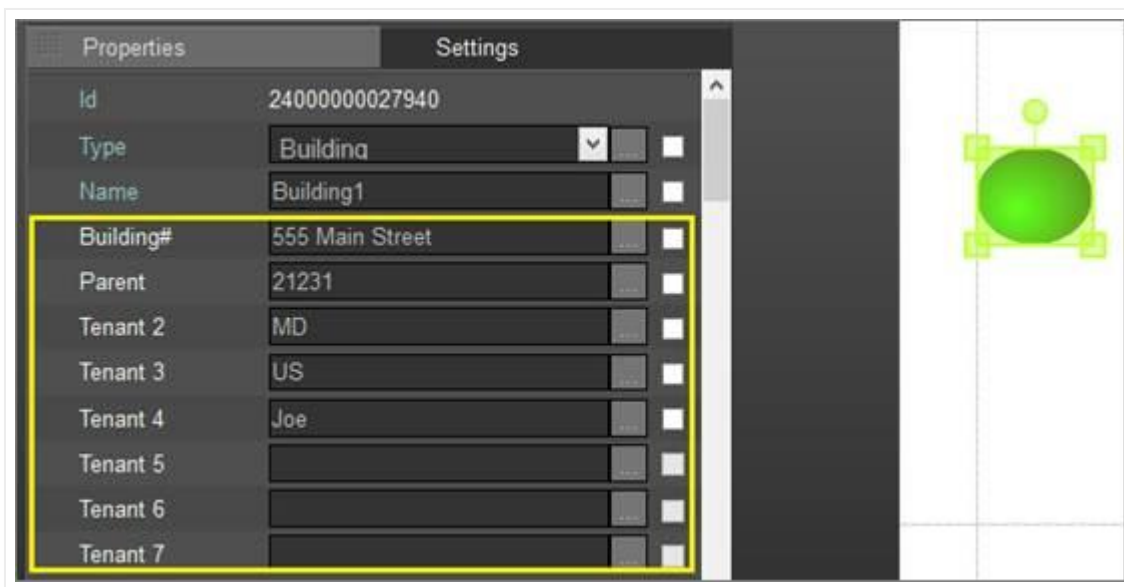 Properties Settings
Id 24000000027940
Type Building ...
Name Building1 ...
Building# 555 Main Street ...
Parent 21231 ...
Tenant 2 MD ...
Tenant 3 US ...
Tenant 4 Joe ...
Tenant 5 ...
Tenant 6 ...
Tenant 7 ...